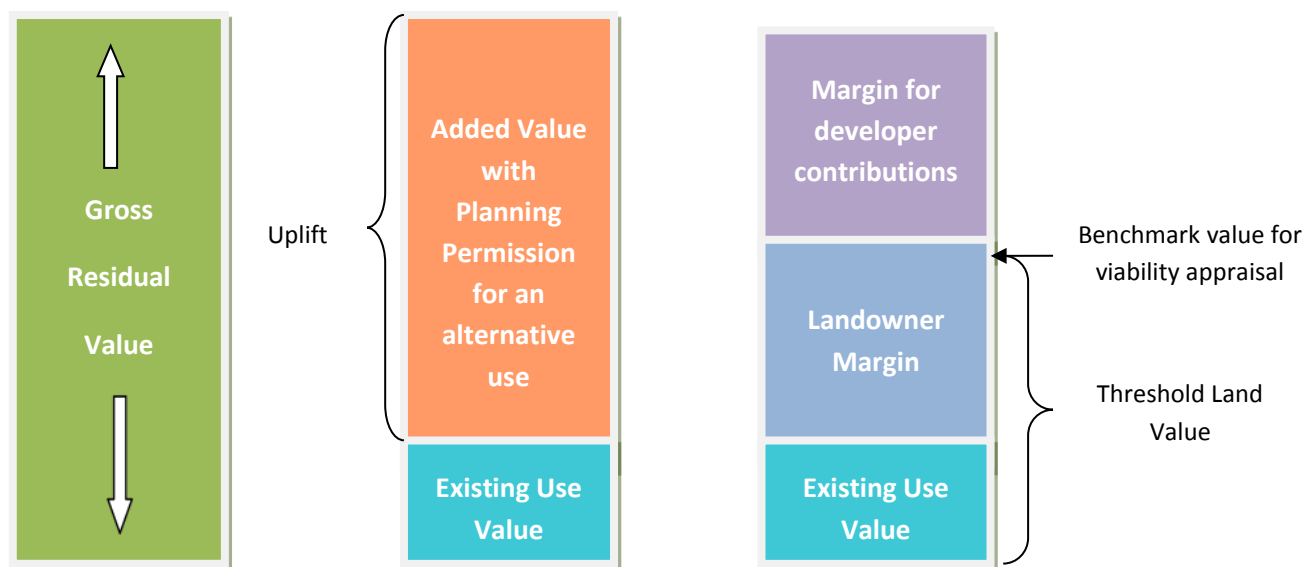 Gross
Residual
Value
Uplift
Added Value
with
Planning
Permission
for an
alternative
use
Existing Use
Value
Margin for
developer
contributions
Landowner
Margin
Existing Use
Value
Benchmark value for
viability appraisal
Threshold Land
Value